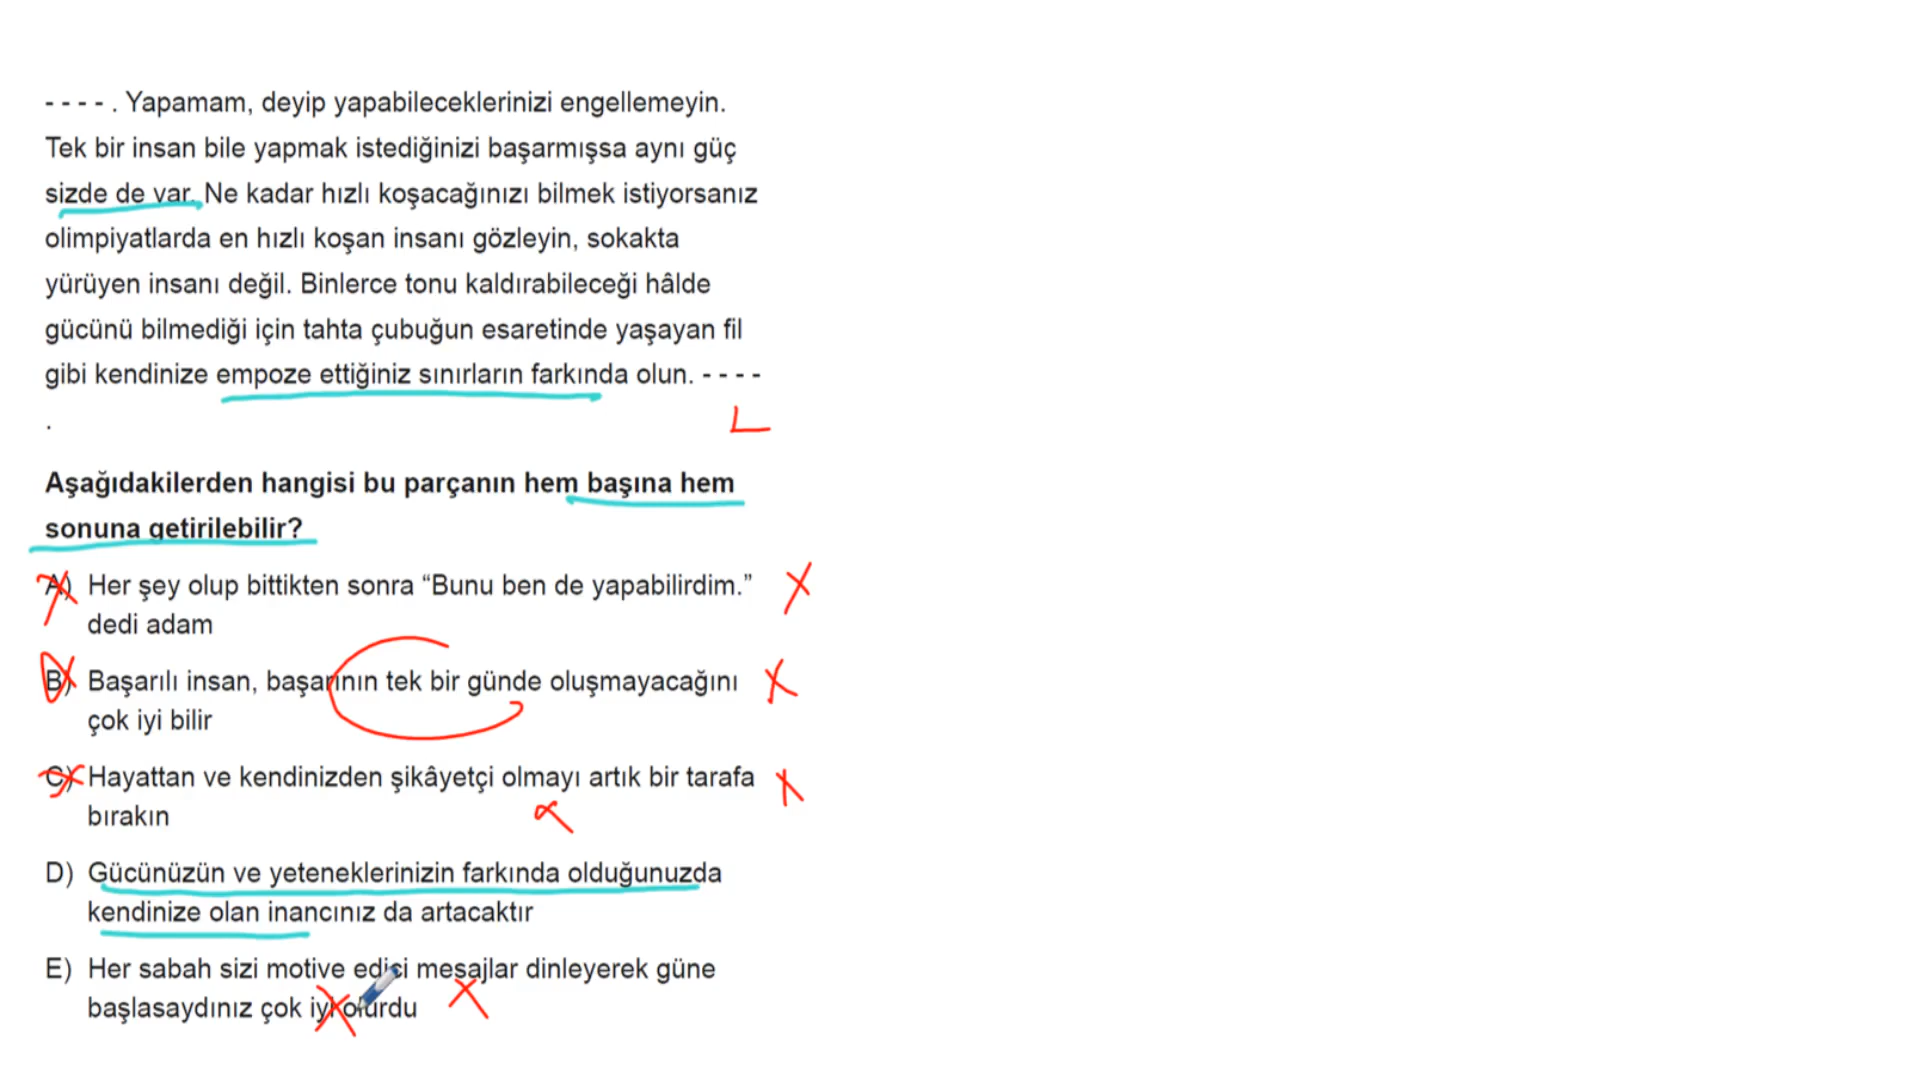 - - - - . Yapamam, deyip yapabileceklerinizi engellemeyin.
Tek bir insan bile yapmak istediğinizi başarmışsa aynı güç
sizde de var. Ne kadar hızlı koşacağınızı bilmek istiyorsanız
olimpiyatlarda en hızlı koşan insanı gözleyin, sokakta
yürüyen insanı değil. Binlerce tonu kaldırabileceği hâlde
gücünü bilmediği için tahta çubuğun esaretinde yaşayan fil
gibi kendinize empoze ettiğiniz sınırların farkında olun. - - - -
.
Aşağıdakilerden hangisi bu parçanın hem başına hem
sonuna getirilebilir?
A) Her şey olup bittikten sonra “Bunu ben de yapabilirdim.”
dedi adam
B) Başarılı insan, başarının tek bir günde oluşmayacağını
çok iyi bilir
C) Hayattan ve kendinizden şikâyetçi olmayı artık bir tarafa
bırakın
D) Gücünüzün ve yeteneklerinizin farkında olduğunuzda
kendinize olan inancınız da artacaktır
E) Her sabah sizi motive edici mesajlar dinleyerek güne
başlasaydınız çok iyi olurdu